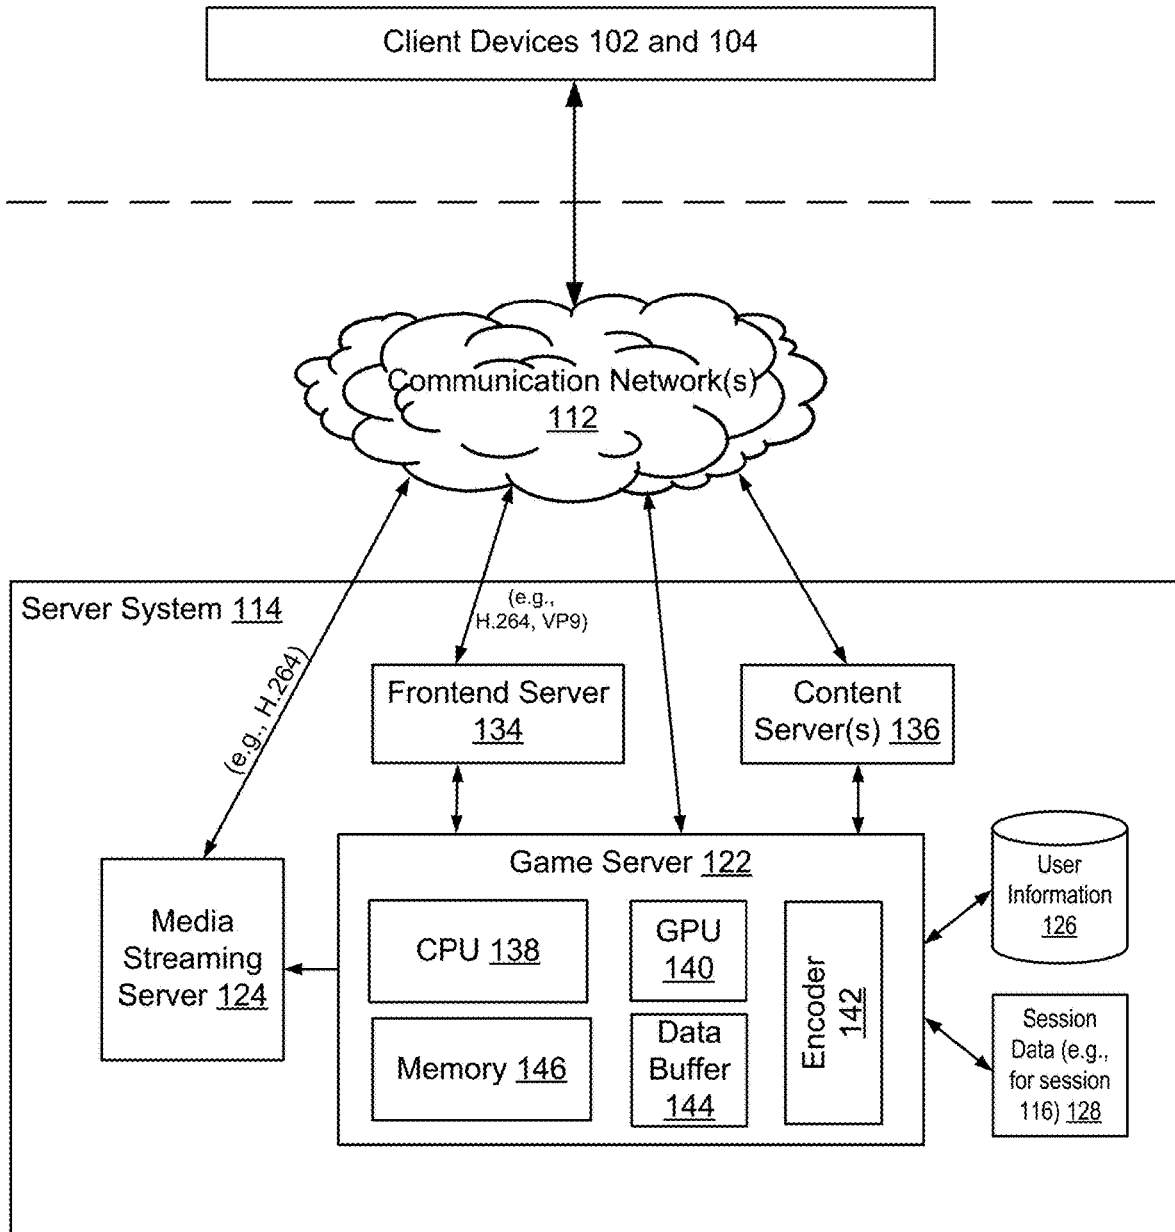 Client Devices 102 and 104
Communication Network(s)
112
Server System 114
(e.g., H.264)
(e.g.,
H.264, VP9)
Frontend Server
134
Content
Server(s) 136
Media
Streaming
Server 124
Game Server 122
CPU 138
GPU
140
Encoder 142
Memory 146
Data
Buffer
144
User
Information
126
Session
Data (e.g.,
for session
116) 128